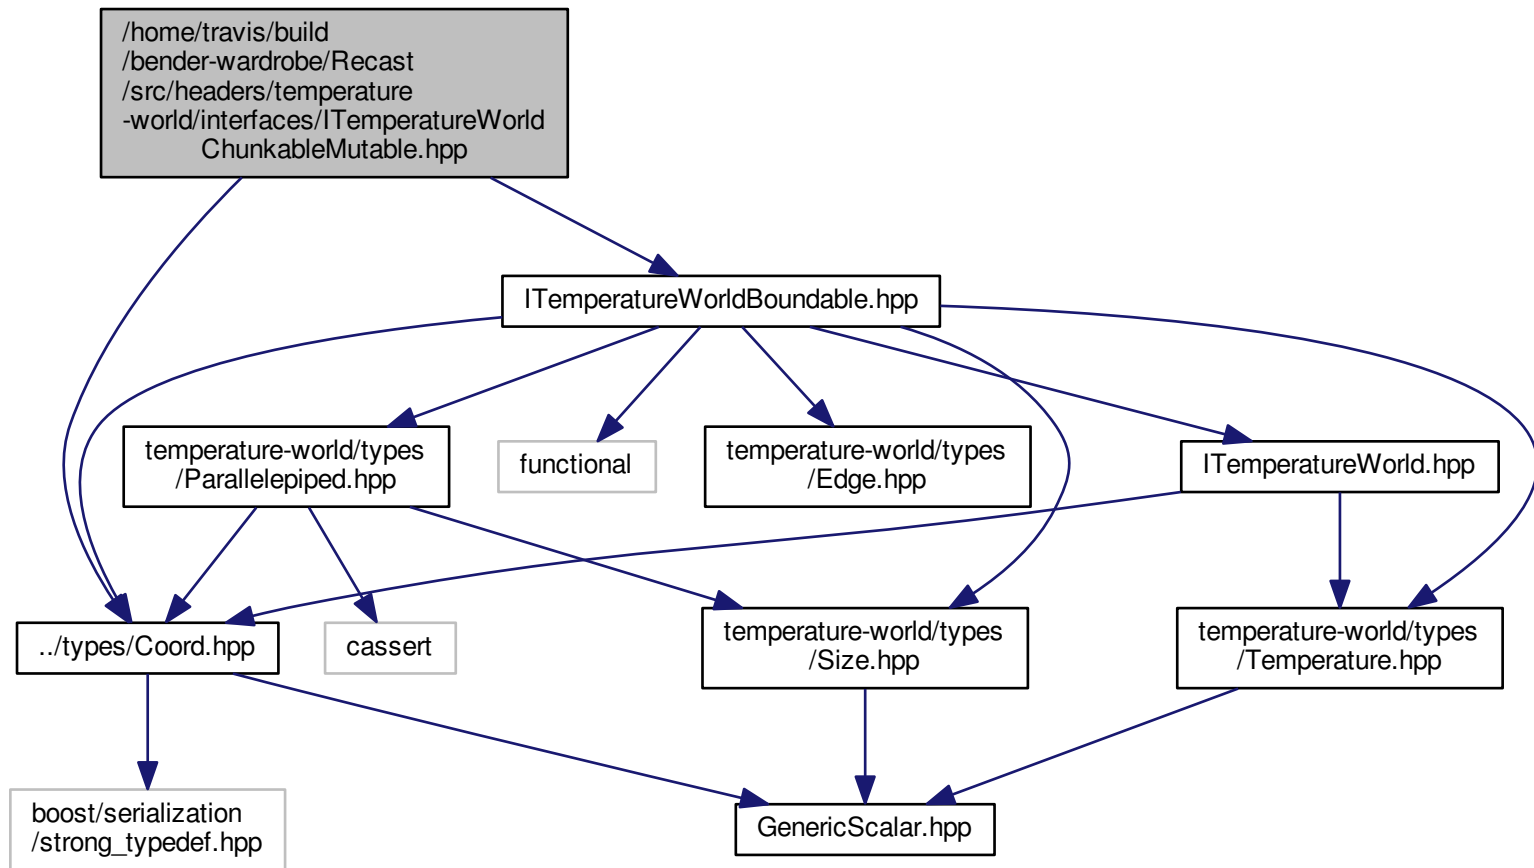 /home/travis/build
/bender-wardrobe/Recast
/src/headers/temperature
-world/interfaces/ITemperatureWorld
ChunkableMutable.hpp
ITemperatureWorldBoundable.hpp
temperature-world/types
/Parallelepiped.hpp
functional
temperature-world/types
/Edge.hpp
ITemperatureWorld.hpp
../types/Coord.hpp
cassert
temperature-world/types
/Size.hpp
temperature-world/types
/Temperature.hpp
boost/serialization
/strong_typedef.hpp
GenericScalar.hpp